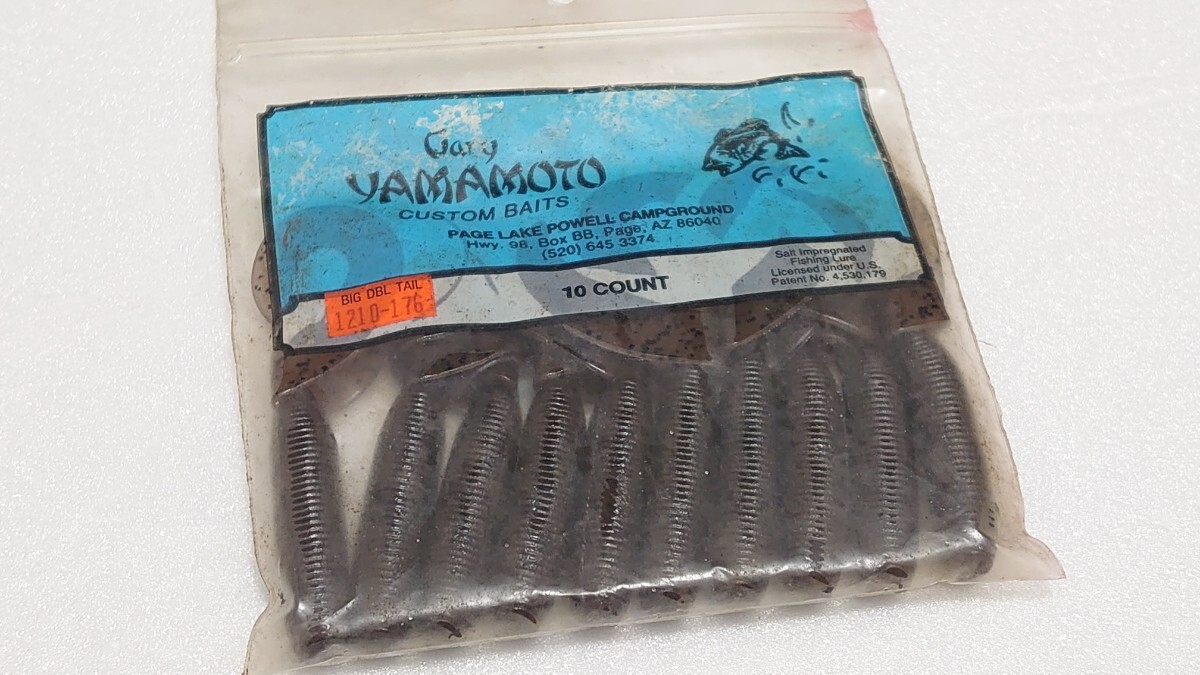 Gary
YAMAMOTO
CUSTOM BAITS
PAGE LAKE POWELL CAMPGROUND
Hwy. 98, Box BB, Page, AZ 86040
(520) 645 3374
BIG DBL TAIL
1210-176
10 COUNT
Salt Impregnated
Fishing Lure
Licensed under U.S.
Patent No. 4,530,179